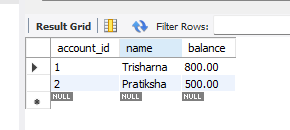 Result Grid Filter Rows:
account_id name balance
1 Trisharna 800.00
2 Pratiksha 500.00
NULL NULL NULL